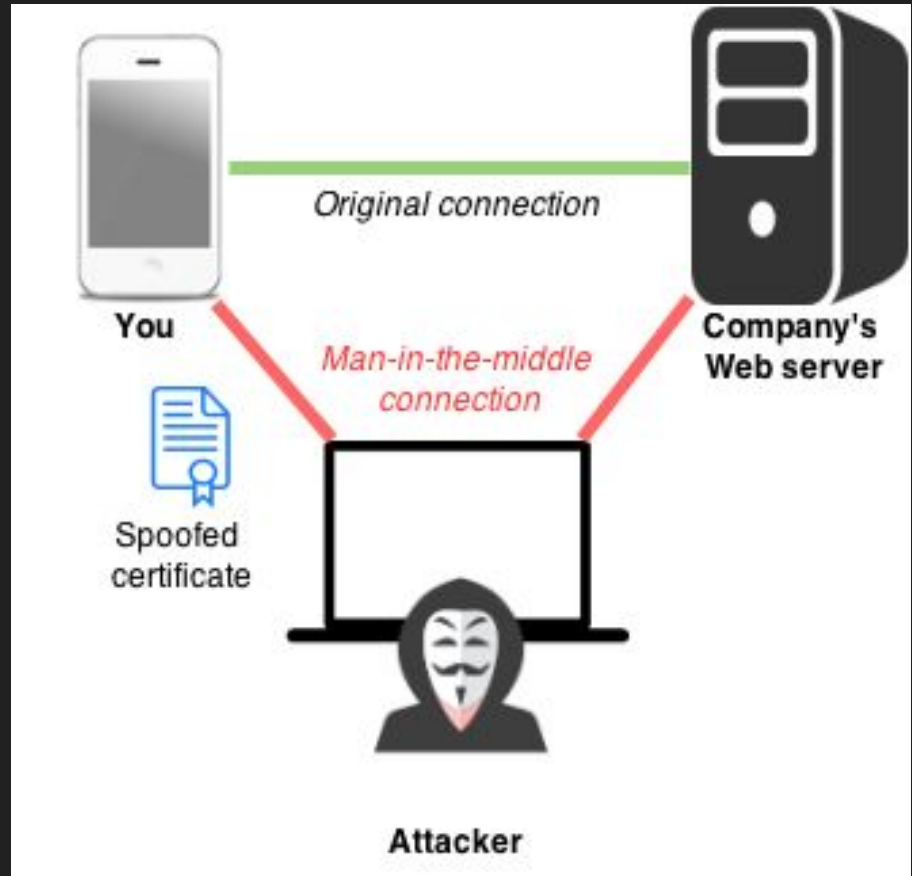 Original connection
You
Company's
Web server
Man-in-the-middle
connection
Spoofed
certificate
Attacker